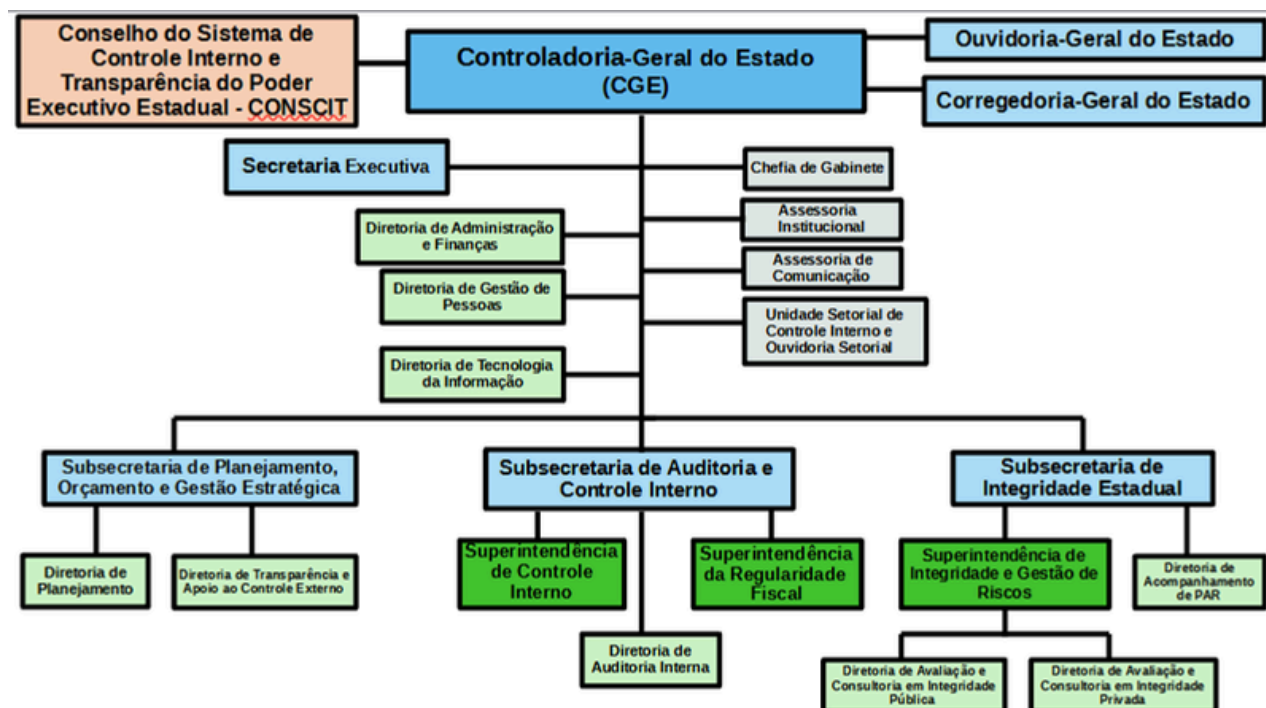 Conselho do Sistema de
Controle Interno e
Transparência do Poder
Executivo Estadual - CONSCIT
Controladoria-Geral do Estado
(CGE)
Ouvidoria-Geral do Estado
Corregedoria-Geral do Estado
Secretaria Executiva
Chefia de Gabinete
Assessoria
Institucional
Diretoria de Administração
e Finanças
Assessoria de
Comunicação
Diretoria de Gestão de
Pessoas
Unidade Setorial de
Controle Interno e
Ouvidoria Setorial
Diretoria de Tecnologia
da Informação
Subsecretaria de Planejamento,
Orçamento e Gestão Estratégica
Subsecretaria de Auditoria e
Controle Interno
Subsecretaria de
Integridade Estadual
Diretoria de
Planejamento
Diretoria de Transparência e
Apoio ao Controle Externo
Superintendência
de Controle
Interno
Superintendência
da Regularidade
Fiscal
Superintendência de
Integridade e Gestão de
Riscos
Diretoria de
Acompanhamento
de PAR
Diretoria de
Auditoria Interna
Diretoria de Avaliação e
Consultoria em Integridade
Pública
Diretoria de Avaliação e
Consultoria em Integridade
Privada